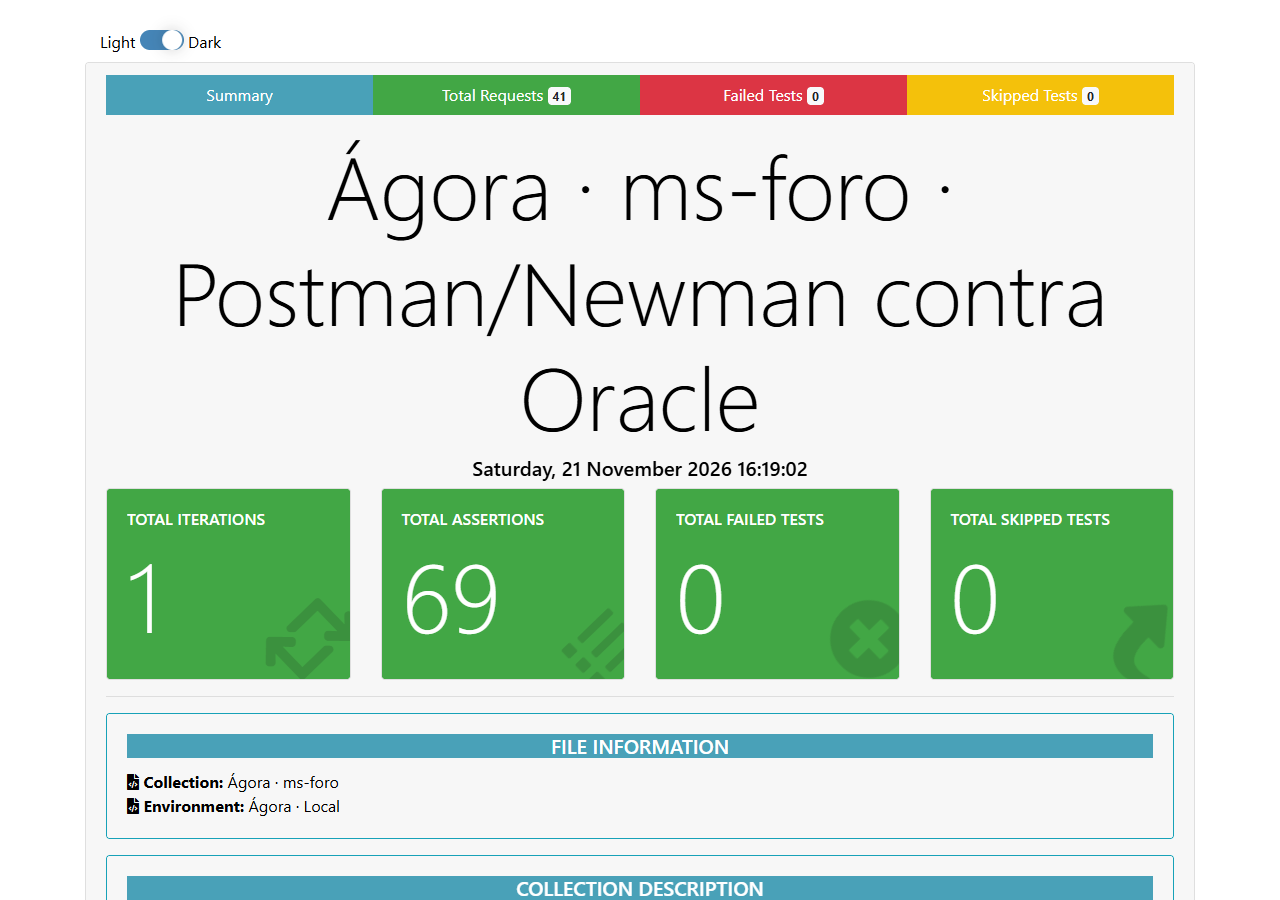 Light Dark
Summary Total Requests 41 Failed Tests 0 Skipped Tests 0
Ágora · ms-foro ·
Postman/Newman contra
Oracle
Saturday, 21 November 2026 16:19:02
TOTAL ITERATIONS TOTAL ASSERTIONS TOTAL FAILED TESTS TOTAL SKIPPED TESTS
1 69 0 0
FILE INFORMATION
Collection: Ágora · ms-foro
Environment: Ágora · Local
COLLECTION DESCRIPTION